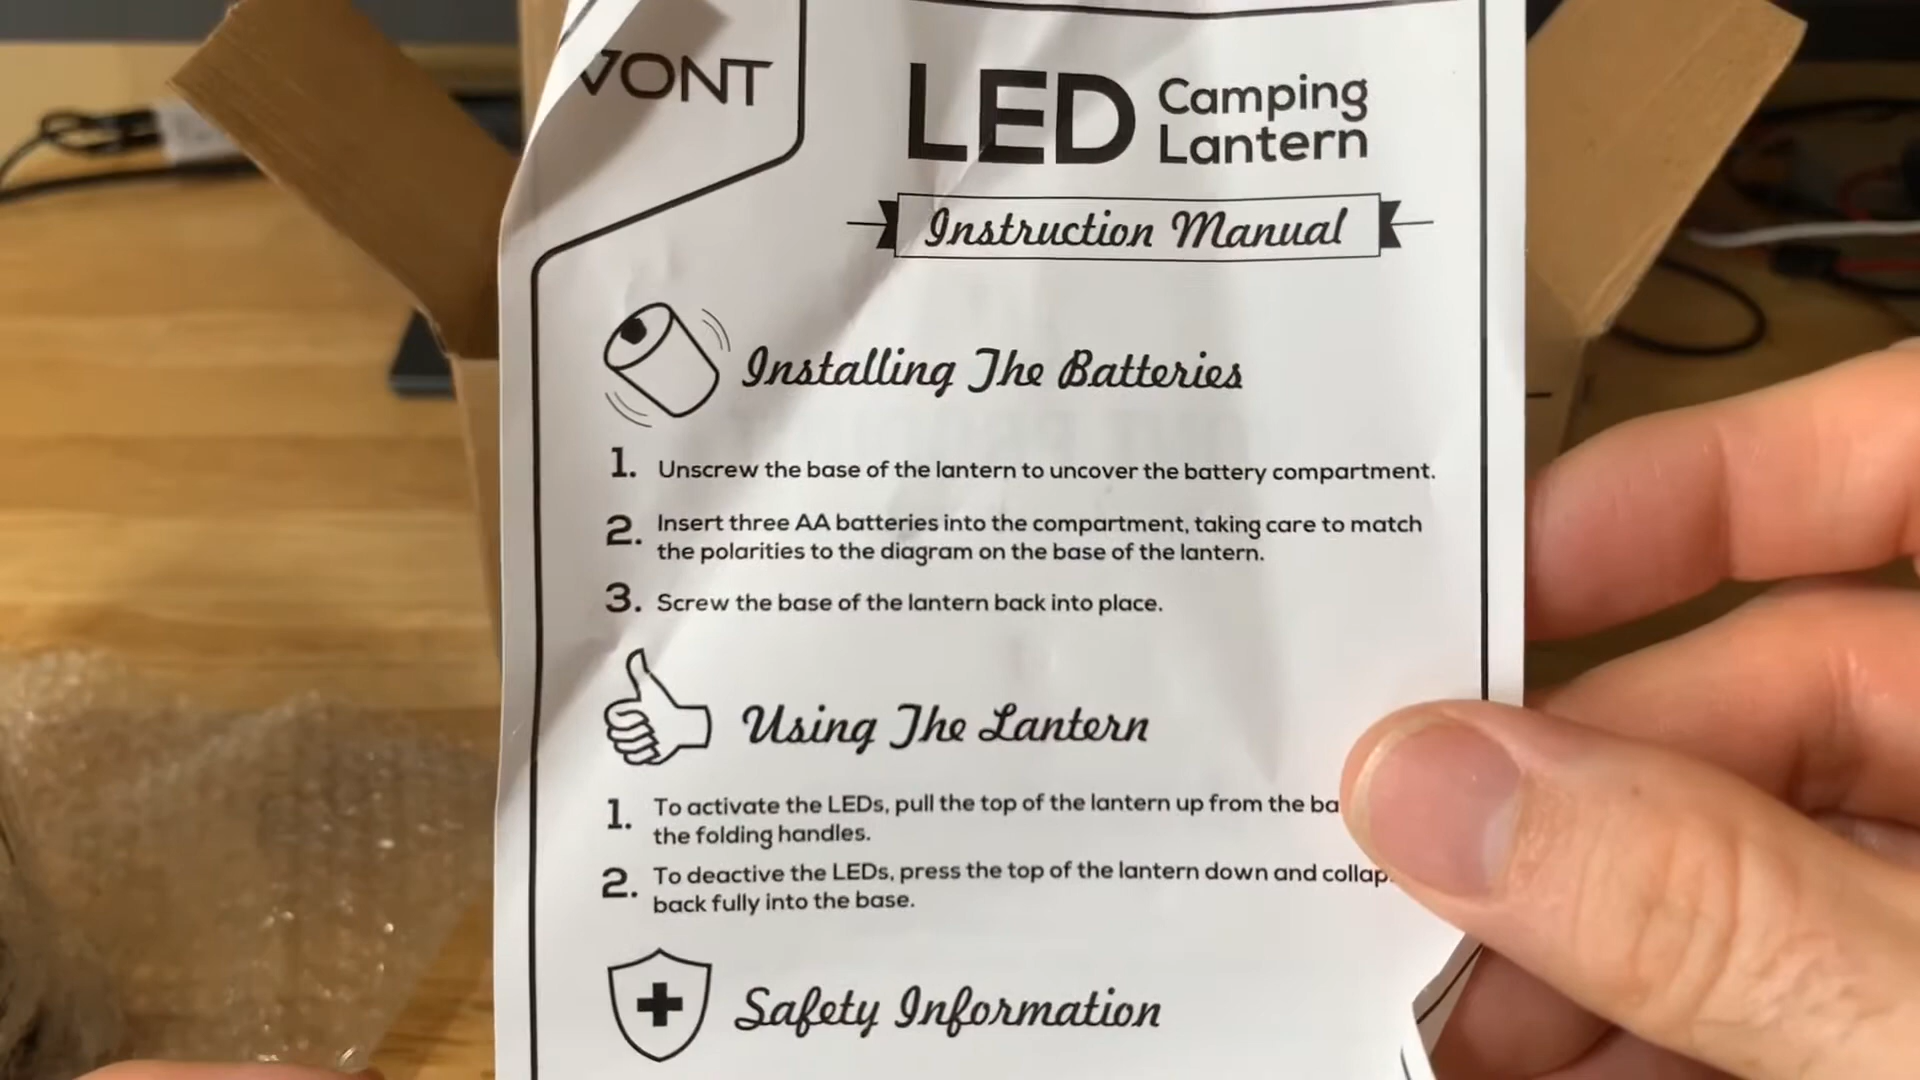 VONT
LED Camping
Lantern
Instruction Manual
Installing The Batteries
1. Unscrew the base of the lantern to uncover the battery compartment.
2. Insert three AA batteries into the compartment, taking care to match
the polarities to the diagram on the base of the lantern.
3. Screw the base of the lantern back into place.
Using The Lantern
1. To activate the LEDs, pull the top of the lantern up from the
the folding handles.
2. To deactive the LEDs, press the top of the lantern down and
back fully into the base.
Safety Information